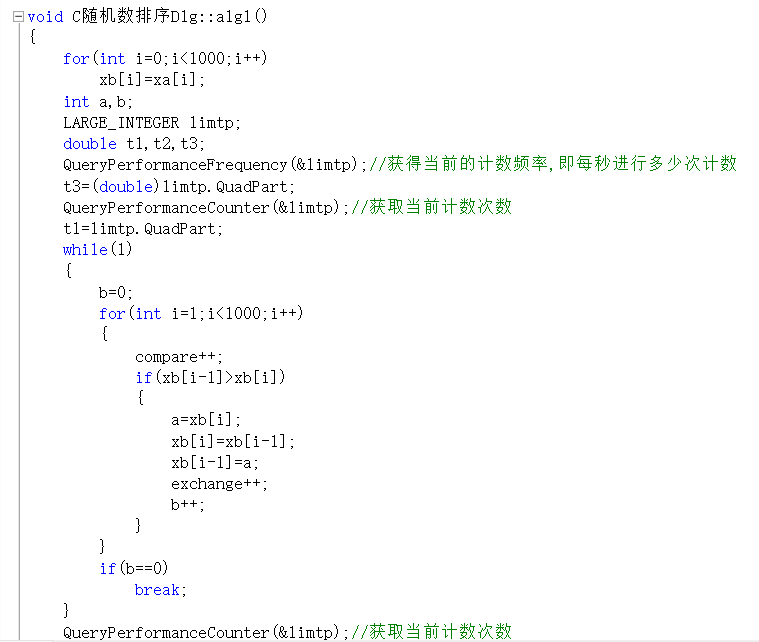 void C随机数排序Dlg::alg1()
{
    for(int i=0;i<1000;i++)
        xb[i]=xa[i];
    int a,b;
    LARGE_INTEGER limtp;
    double t1,t2,t3;
    QueryPerformanceFrequency(&limtp);//获得当前的计数频率,即每秒进行多少次计数
    t3=(double)limtp.QuadPart;
    QueryPerformanceCounter(&limtp);//获取当前计数次数
    t1=limtp.QuadPart;
    while(1)
    {
        b=0;
        for(int i=1;i<1000;i++)
        {
            compare++;
            if(xb[i-1]>xb[i])
            {
                a=xb[i];
                xb[i]=xb[i-1];
                xb[i-1]=a;
                exchange++;
                b++;
            }
        }
        if(b==0)
            break;
    }
    QueryPerformanceCounter(&limtp);//获取当前计数次数